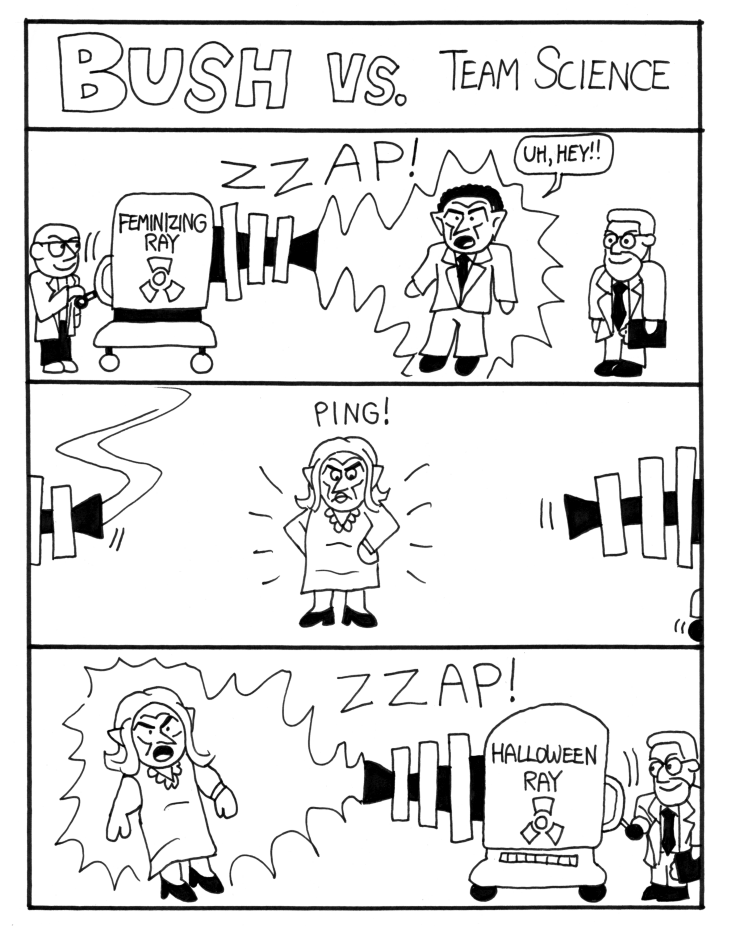 BUSH VS. TEAM SCIENCE
ZZAP!
UH, HEY!!
FEMINIZING
RAY
PING!
ZZAP!
HALLOWEEN
RAY